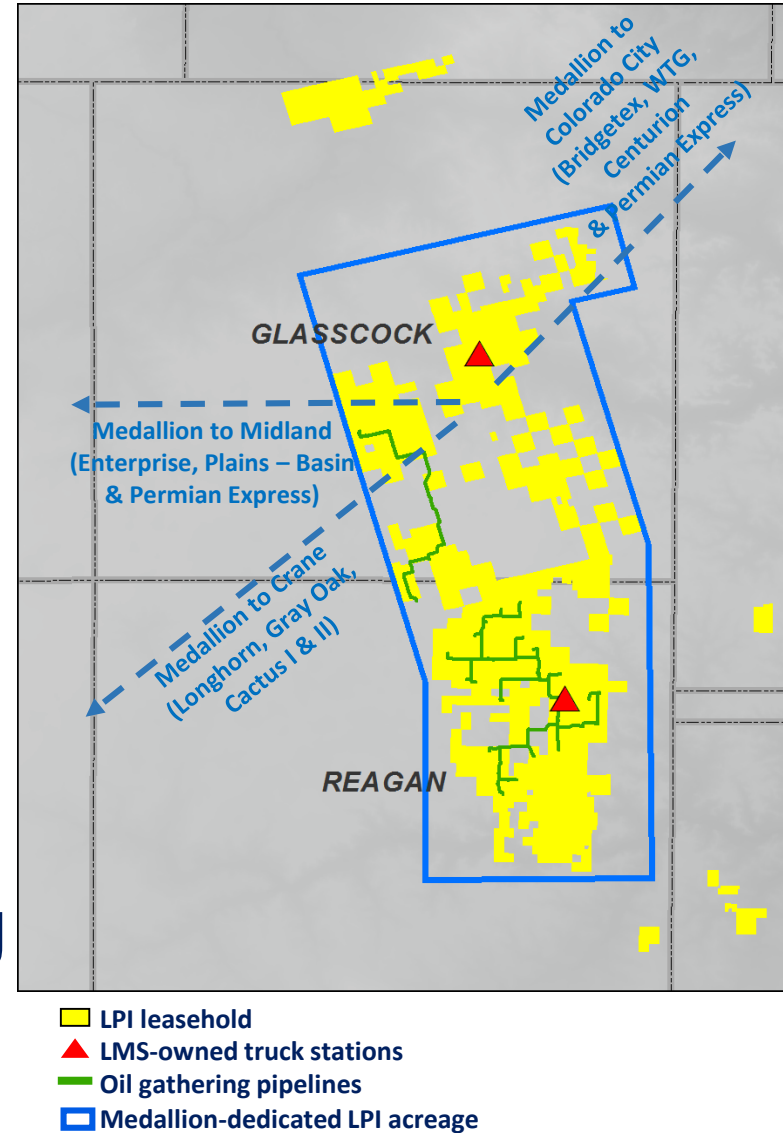 Medallion to
Colorado City
(Bridgetex, WTG,
Centurion
& Permian Express)
GLASSCOCK
Medallion to Midland
(Enterprise, Plains – Basin
& Permian Express)
Medallion to Crane
(Longhorn, Gray Oak,
Cactus I & II)
REAGAN
LPI leasehold
LMS-owned truck stations
Oil gathering pipelines
Medallion-dedicated LPI acreage